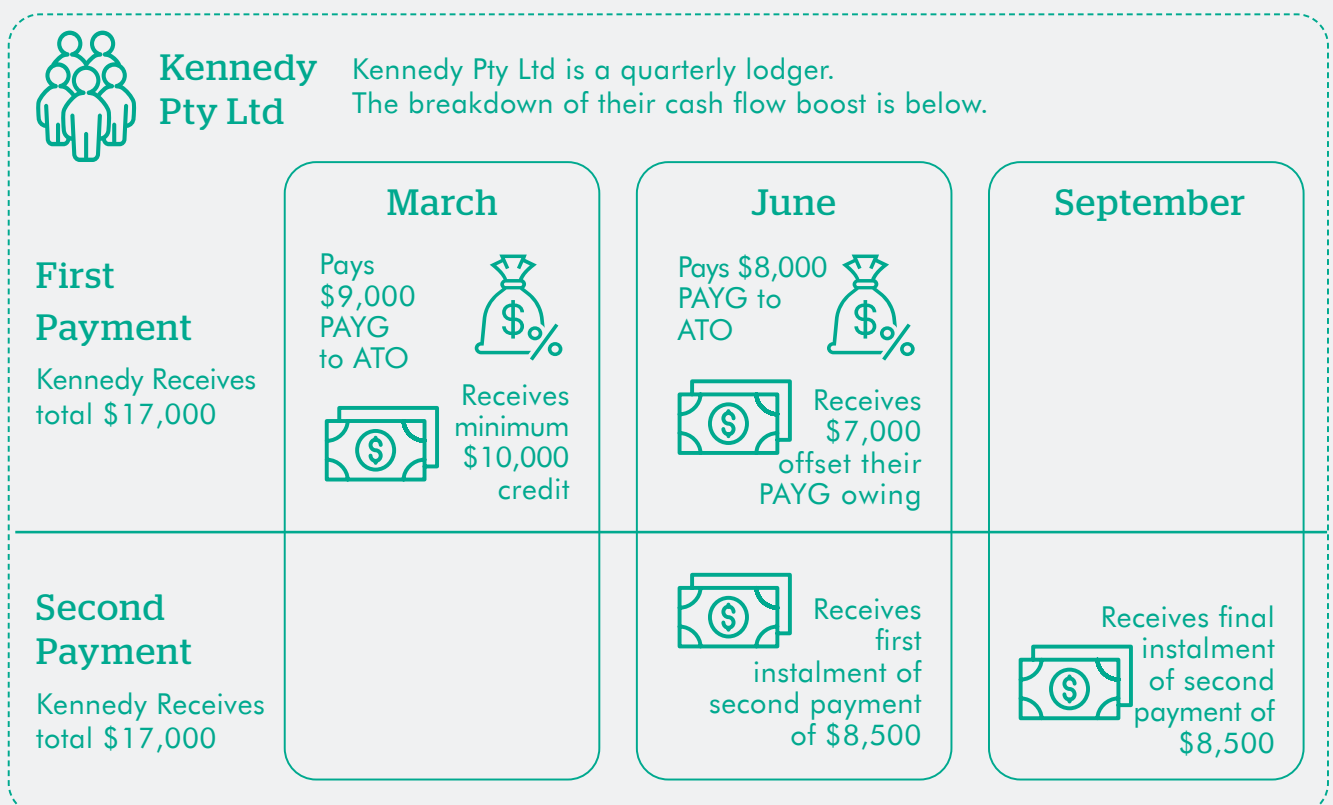 Kennedy
Pty Ltd
Kennedy Pty Ltd is a quarterly lodger.
The breakdown of their cash flow boost is below.
March
June
September
First
Payment
Kennedy Receives
total $17,000
Pays
$9,000
PAYG
to ATO
$
%
Receives
minimum
$10,000
credit
$
Pays $8,000
PAYG to
ATO
$
%
Receives
$7,000
offset their
PAYG owing
$
Second
Payment
Kennedy Receives
total $17,000
Receives
first
instalment of
second payment
of $8,500
$
Receives final
instalment
of second
payment of
$8,500
$